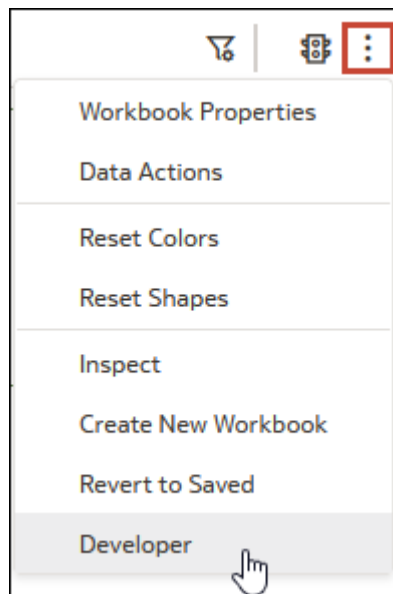 Workbook Properties
Data Actions
Reset Colors
Reset Shapes
Inspect
Create New Workbook
Revert to Saved
Developer